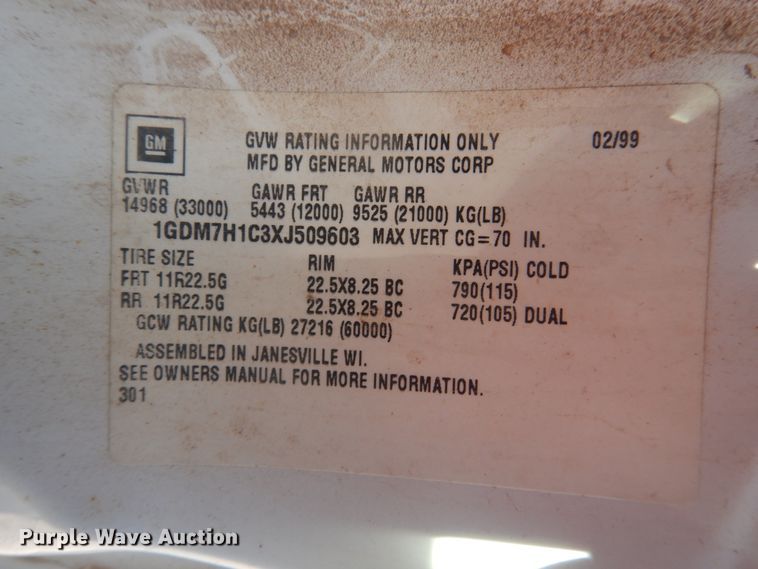 GM
GVW RATING INFORMATION ONLY 02/99
MFD BY GENERAL MOTORS CORP
GVWR GAWR FRT GAWR RR
14968 (33000) 5443 (12000) 9525 (21000) KG(LB)
1GDM7H1C3XJ509603 MAX VERT CG=70 IN.
TIRE SIZE RIM KPA(PSI) COLD
FRT 11R22.5G 22.5X8.25 BC 790(115)
RR 11R22.5G 22.5X8.25 BC 720(105) DUAL
GCW RATING KG(LB) 27216 (60000)
ASSEMBLED IN JANESVILLE WI.
SEE OWNERS MANUAL FOR MORE INFORMATION.
301
Purple Wave Auction